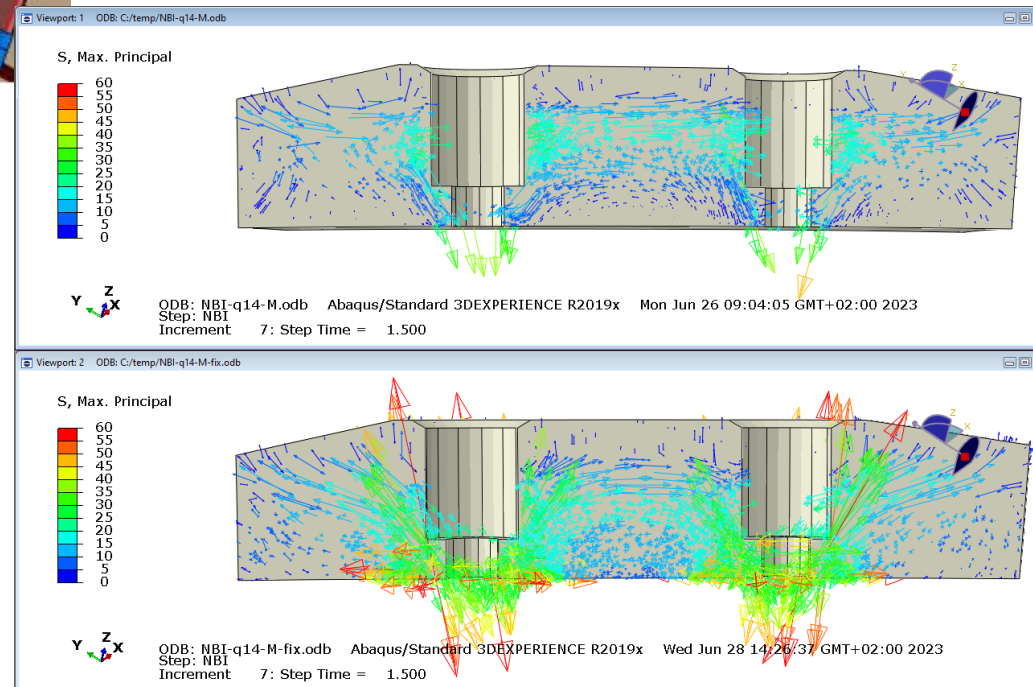 Viewport: 1 ODB: C:/temp/NBI-q14-M.odb
S, Max. Principal
60
55
50
45
40
35
30
25
20
15
10
5
0
Z
Y X
Z
Y X
ODB: NBI-q14-M.odb Abaqus/Standard 3DEXPERIENCE R2019x Mon Jun 26 09:04:05 GMT+02:00 2023
Step: NBI
Increment 7: Step Time = 1.500
Viewport: 2 ODB: C:/temp/NBI-q14-M-fix.odb
S, Max. Principal
60
55
50
45
40
35
30
25
20
15
10
5
0
Z
X
Z
Y X
ODB: NBI-q14-M-fix.odb Abaqus/Standard 3DEXPERIENCE R2019x Wed Jun 28 14:26:37 GMT+02:00 2023
Step: NBI
Increment 7: Step Time = 1.500